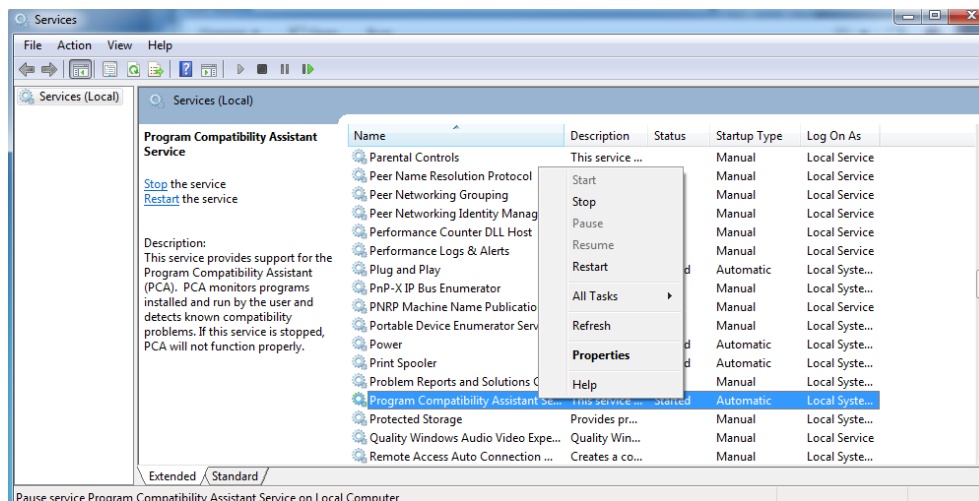 Services
File Action View Help
Services (Local)
Services (Local)
Program Compatibility Assistant Service
Stop the service
Restart the service
Description:
This service provides support for the
Program Compatibility Assistant
(PCA). PCA monitors programs
installed and run by the user and
detects known compatibility
problems. If this service is stopped,
PCA will not function properly.
Name Description Status Startup Type Log On As
Parental Controls This service ... Manual Local Service
Peer Name Resolution Protocol Manual Local Service
Peer Networking Grouping Manual Local Service
Peer Networking Identity Manag Manual Local Service
Performance Counter DLL Host Manual Local Service
Performance Logs & Alerts Manual Local Service
Plug and Play d Automatic Local Syste...
PnP-X IP Bus Enumerator Manual Local Syste...
PNRP Machine Name Publicatio Manual Local Service
Portable Device Enumerator Serv Manual Local Syste...
Power d Automatic Local Syste...
Print Spooler d Automatic Local Syste...
Problem Reports and Solutions C Manual Local Syste...
Program Compatibility Assistant Se... This service ... Started Automatic Local Syste...
Protected Storage Provides pr... Manual Local Syste...
Quality Windows Audio Video Expe... Quality Win... Manual Local Service
Remote Access Auto Connection ... Creates a co... Manual Local Syste...
Start
Stop
Pause
Resume
Restart
All Tasks
Refresh
Properties
Help
Extended Standard
Pause service Program Compatibility Assistant Service on Local Computer